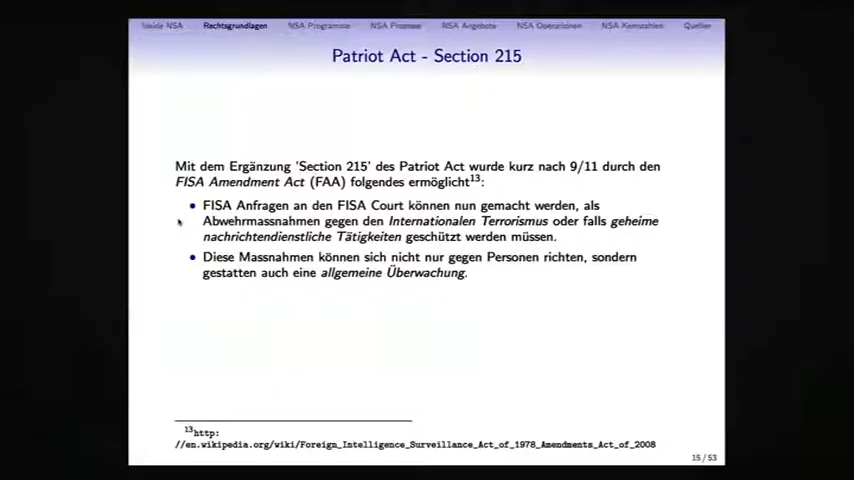 Inside NSA Rechtsgrundlagen NSA Programme NSA Prozesse NSA Angebote NSA Operationen NSA Kennzahlen Quellen
Patriot Act - Section 215
Mit dem Ergänzung 'Section 215' des Patriot Act wurde kurz nach 9/11 durch den
FISA Amendment Act (FAA) folgendes ermöglicht13:
• FISA Anfragen an den FISA Court können nun gemacht werden, als
Abwehrmassnahmen gegen den Internationalen Terrorismus oder falls geheime
nachrichtendienstliche Tätigkeiten geschützt werden müssen.
• Diese Massnahmen können sich nicht nur gegen Personen richten, sondern
gestatten auch eine allgemeine Überwachung.
13http:
//en.wikipedia.org/wiki/Foreign_Intelligence_Surveillance_Act_of_1978_Amendments_Act_of_2008
15/53